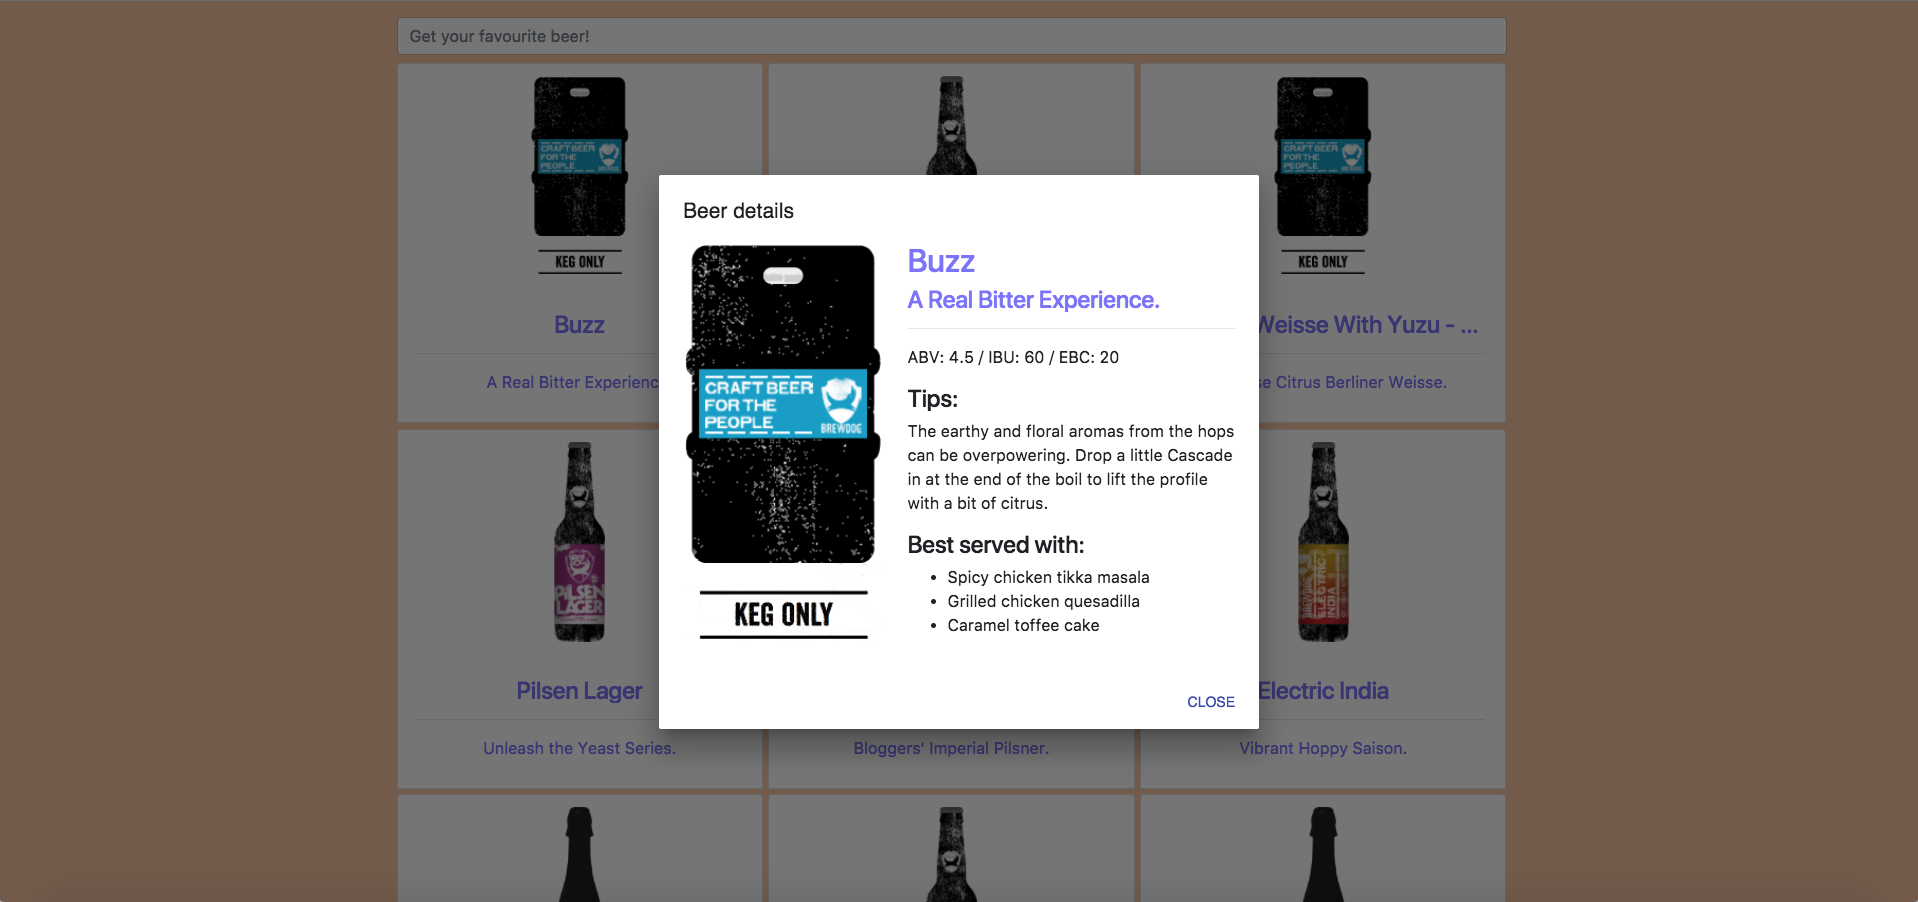 Get your favourite beer!
CRAFT BEER
FOR THE
PEOPLE
KEG ONLY
Buzz
A Real Bitter Experienc
CRAFT BEER
FOR THE
PEOPLE
KEG ONLY
Weisse With Yuzu - ...
se Citrus Berliner Weisse.
Beer details
CRAFT BEER
FOR THE
PEOPLE
BREWDOG
KEG ONLY
Buzz
A Real Bitter Experience.
ABV: 4.5 / IBU: 60 / EBC: 20
Tips:
The earthy and floral aromas from the hops
can be overpowering. Drop a little Cascade
in at the end of the boil to lift the profile
with a bit of citrus.
Best served with:
• Spicy chicken tikka masala
• Grilled chicken quesadilla
• Caramel toffee cake
CLOSE
PILSEN
LAGER
Pilsen Lager
Unleash the Yeast Series.
Bloggers' Imperial Pilsner.
BREWDOG
ELECTRIC
INDIA
Electric India
Vibrant Hoppy Saison.